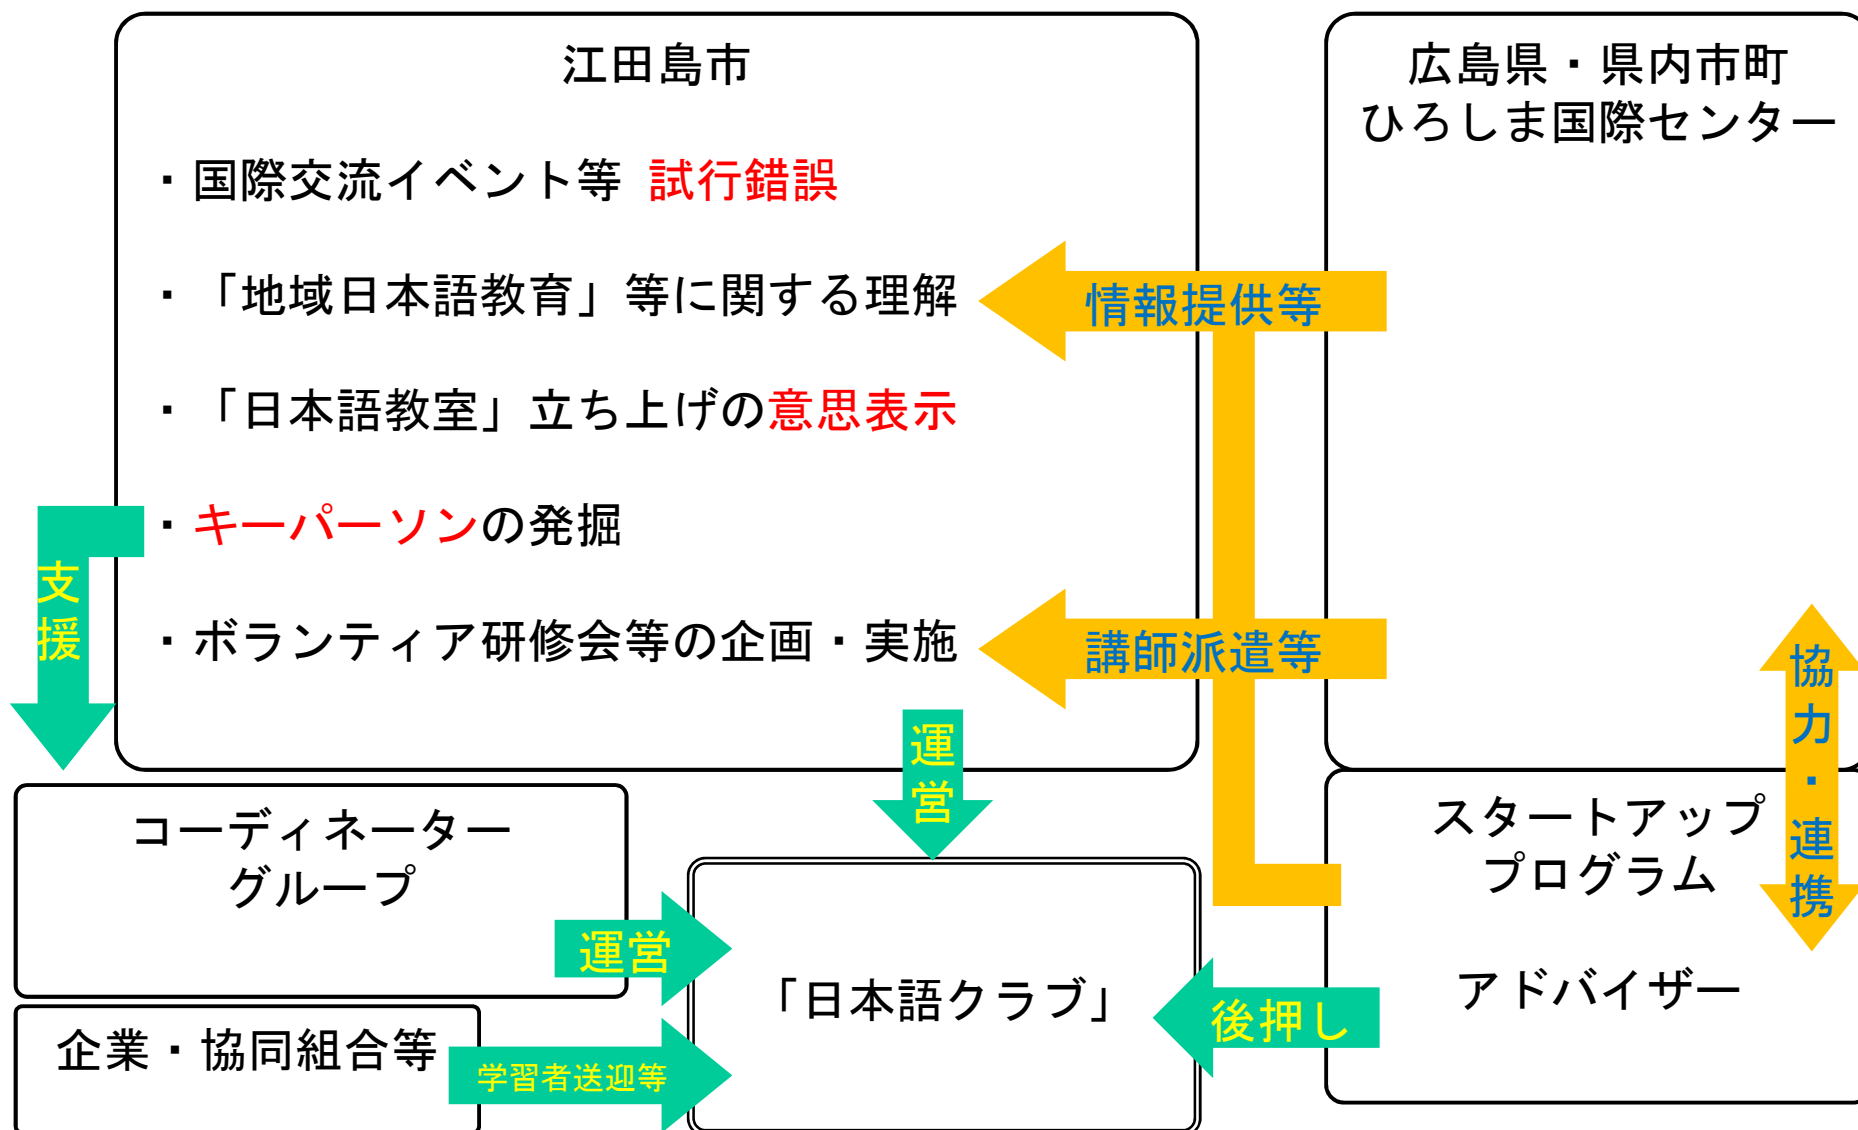 江田島市
・国際交流イベント等 試行錯誤
・「地域日本語教育」等に関する理解
・「日本語教室」立ち上げの意思表示
・キーパーソンの発掘
・ボランティア研修会等の企画・実施
広島県・県内市町
ひろしま国際センター
情報提供等
講師派遣等
支援
運営
協力・連携
コーディネーター
グループ
運営
企業・協同組合等
学習者送迎等
「日本語クラブ」
後押し
スタートアップ
プログラム
アドバイザー